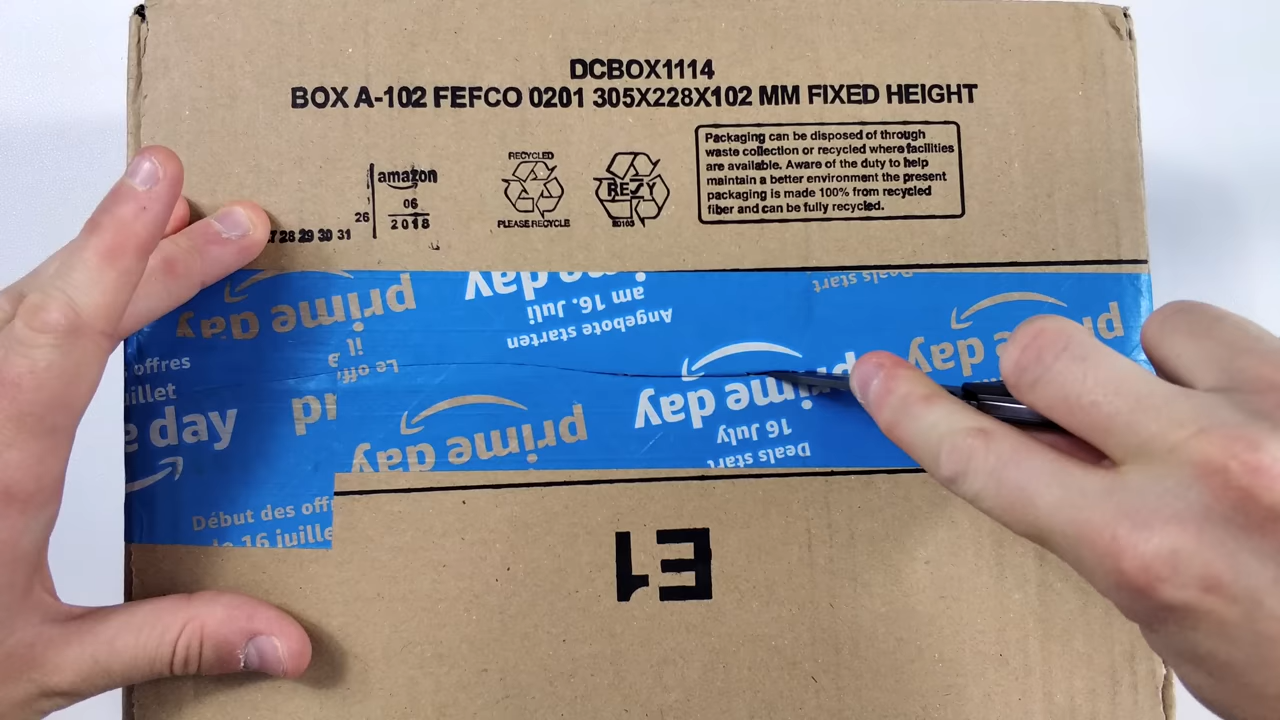 DCBOX1114
BOX A-102 FEFCO 0201 305X228X102 MM FIXED HEIGHT
Packaging can be disposed of through
waste collection or recycled where facilities
are available. Aware of the duty to help
maintain a better environment the present
packaging is made 100% from recycled
fiber and can be fully recycled.
RECYCLED
PLEASE RECYCLE
RESY
20103
amazon
06
26
2018
28 29 30 31
prime day
day
am 16. Juli
Angebote starten
Deals start
prime day
offres
day
Le
prime day
prime day
16 July
Deals start
Début des
16 juille
E1